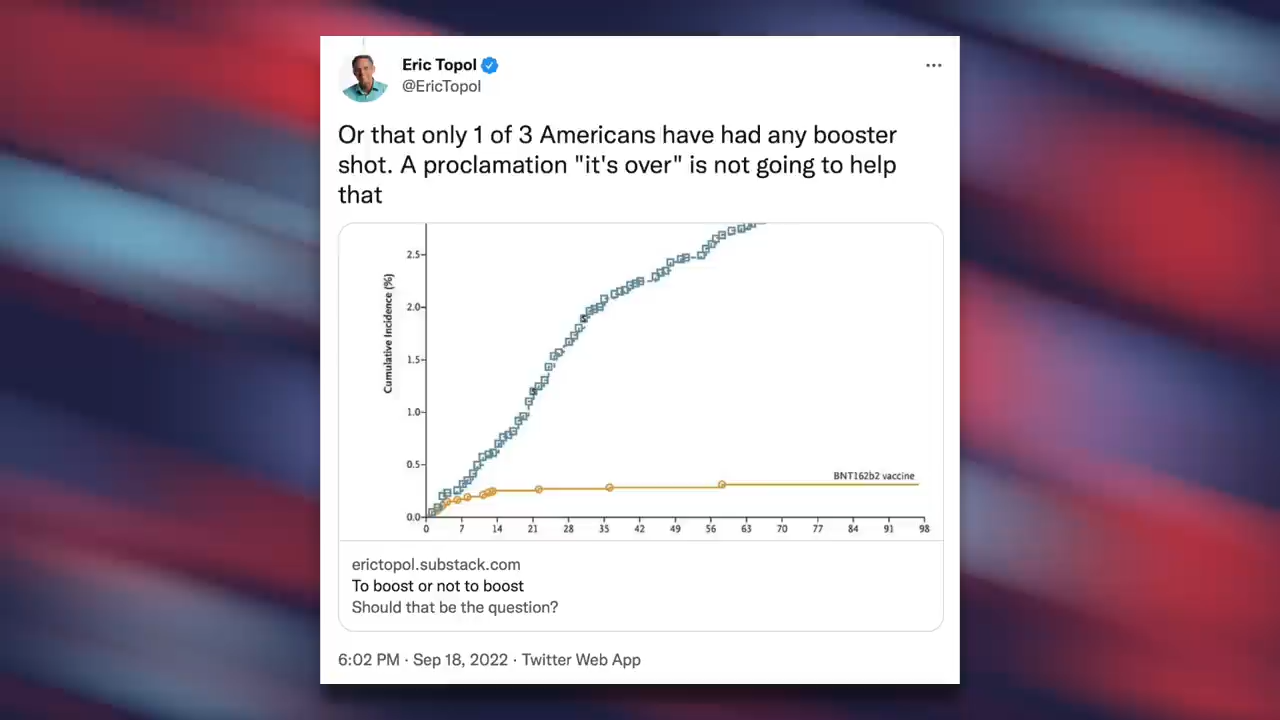 Eric Topol
@EricTopol
Or that only 1 of 3 Americans have had any booster
shot. A proclamation "it's over" is not going to help
that
Cumulative Incidence (%)
2.5
2.0
1.5
1.0
0.5
0.0
BNT162b2 vaccine
0 7 14 21 28 35 42 49 56 63 70 77 84 91 98
erictopol.substack.com
To boost or not to boost
Should that be the question?
6:02 PM · Sep 18, 2022 · Twitter Web App